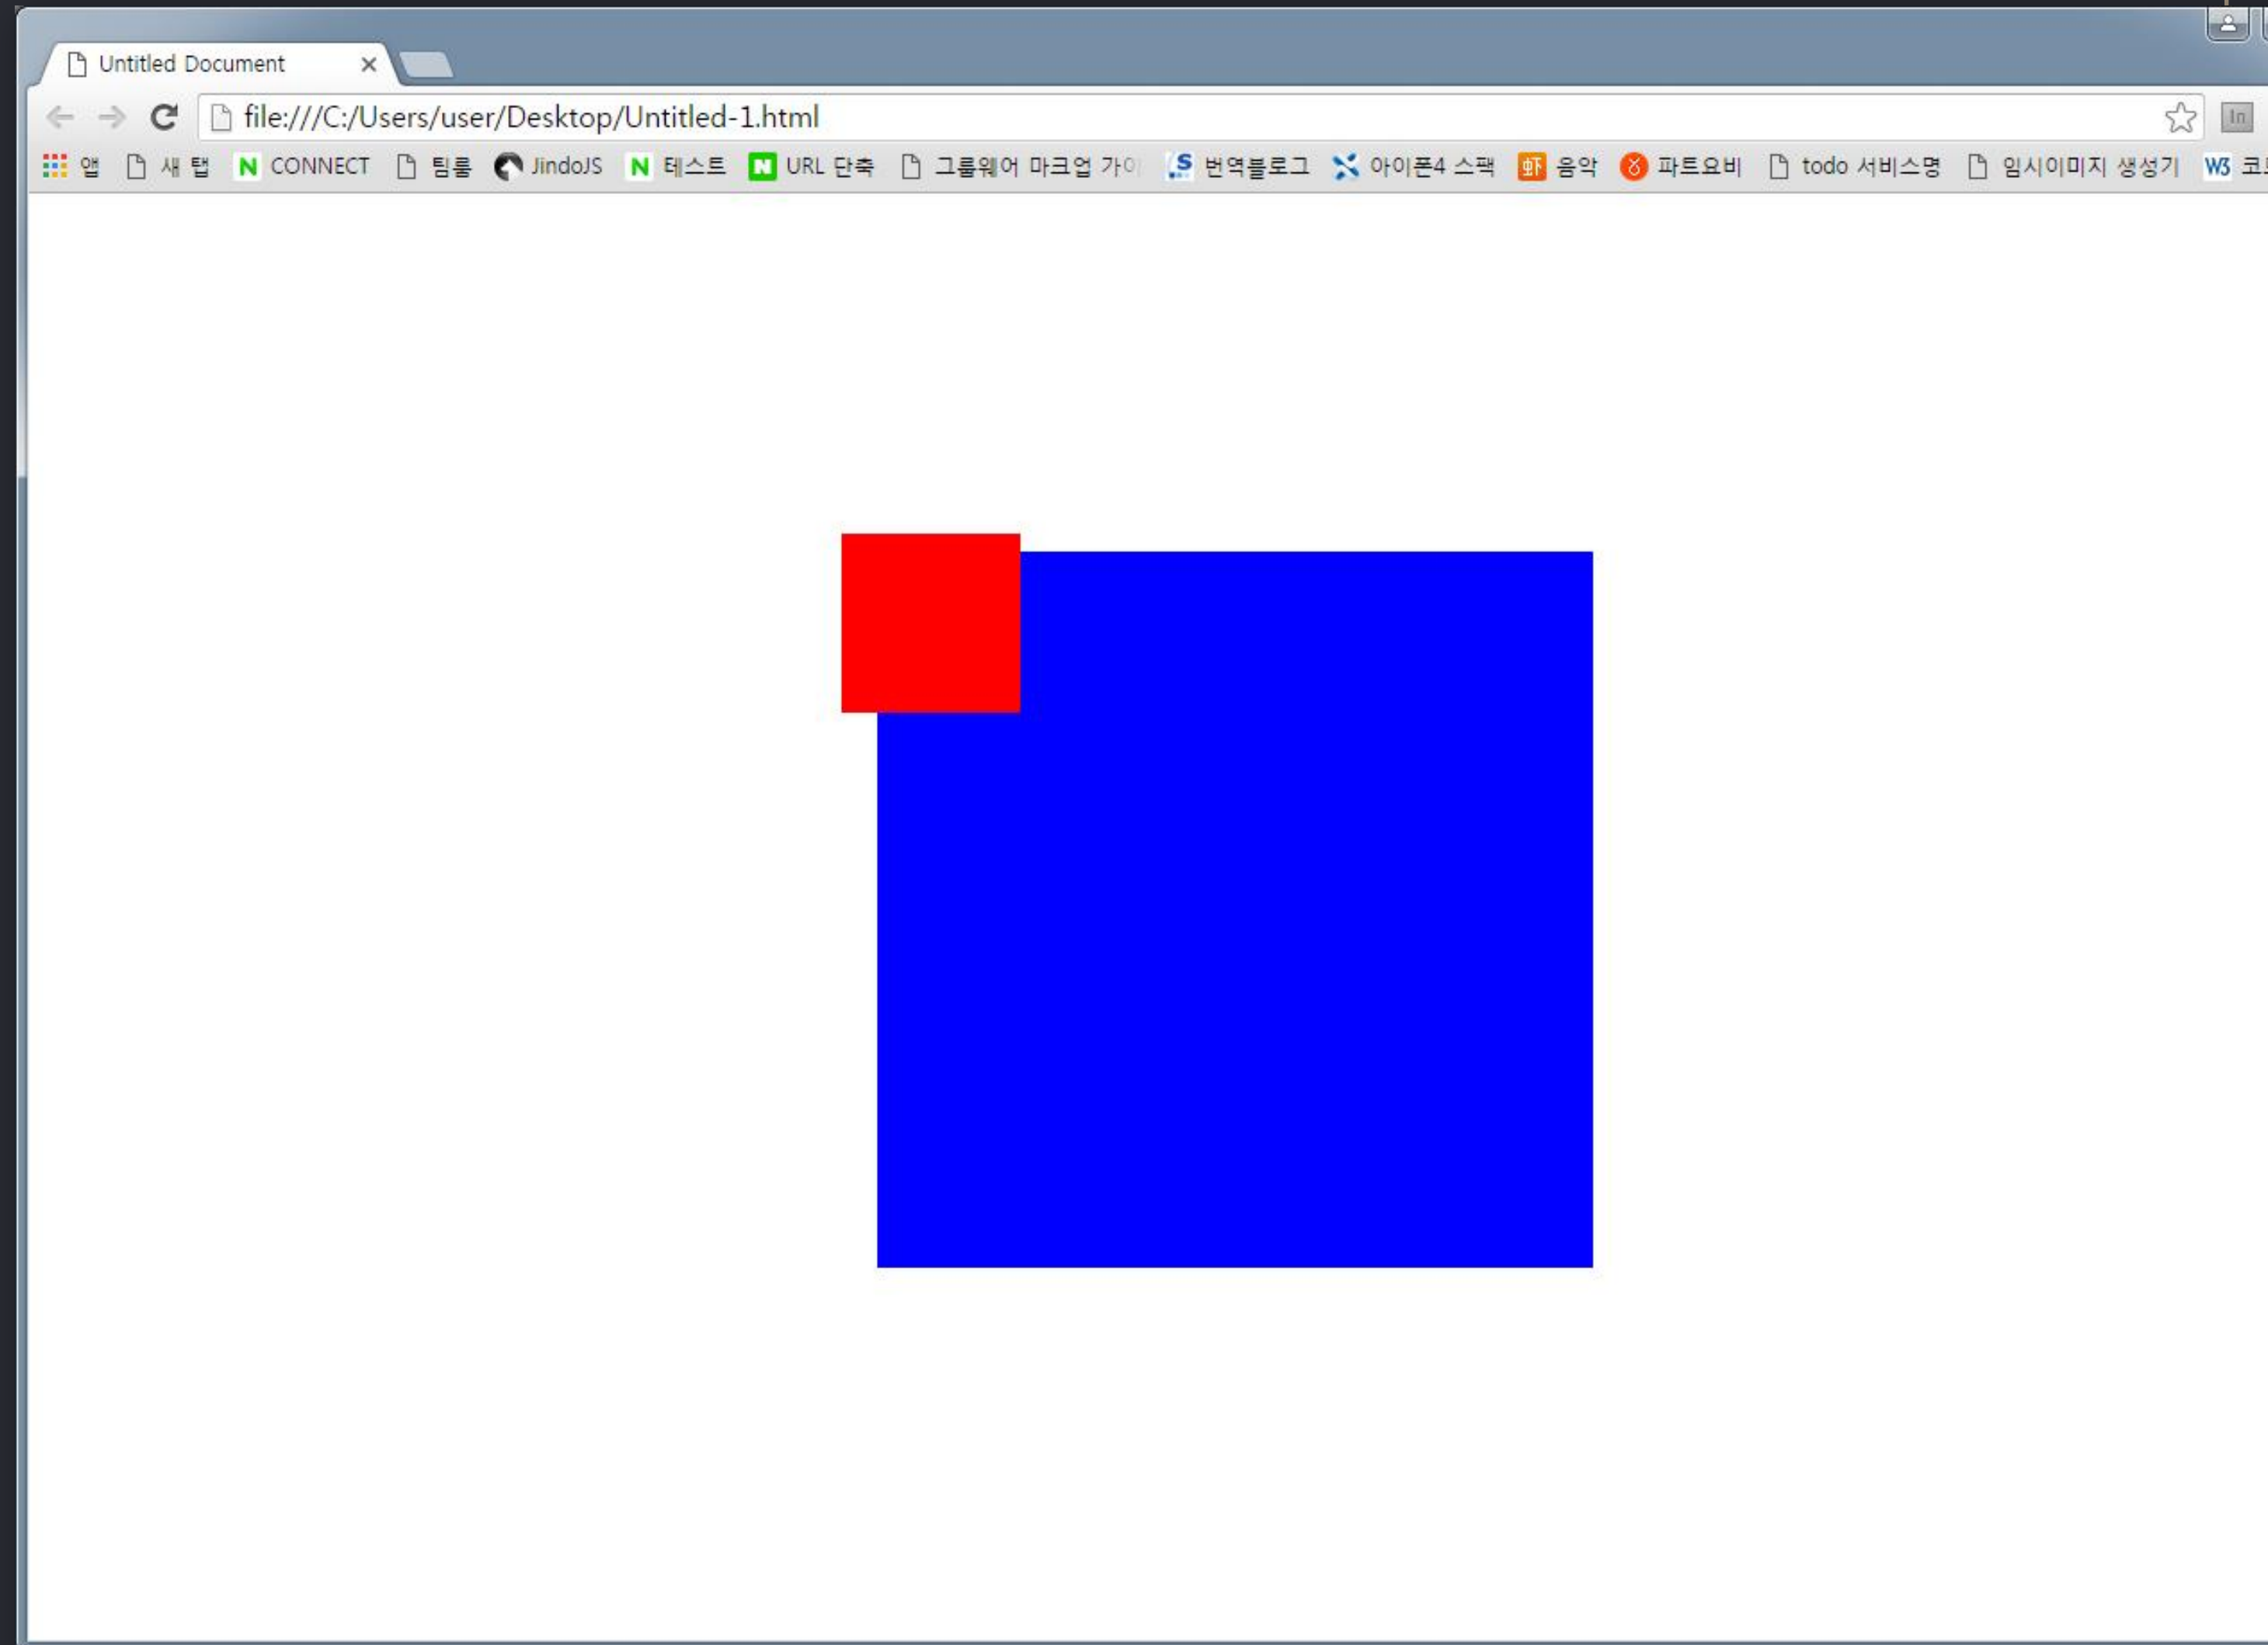 Untitled Document
file:///C:/Users/user/Desktop/Untitled-1.html
앱 새 탭 N CONNECT 팀룸 JindoJS N 테스트 N URL 단축 그룹웨어 마크업 가이 S 번역블로그 아이폰4 스팩 虾 음악 파트요비 todo 서비스명 임시이미지 생성기 W3